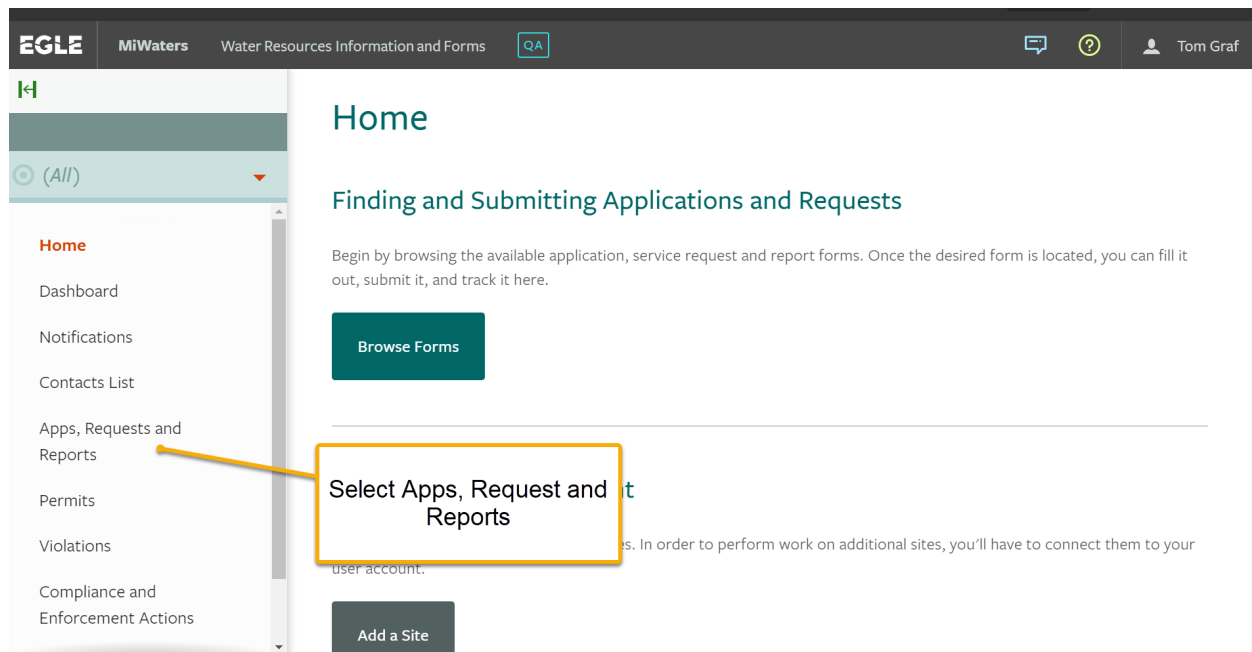 EGLE MiWaters Water Resources Information and Forms QA Tom Graf
(All)
Home
Dashboard
Notifications
Contacts List
Apps, Requests and
Reports
Permits
Violations
Compliance and
Enforcement Actions
Home
Finding and Submitting Applications and Requests
Begin by browsing the available application, service request and report forms. Once the desired form is located, you can fill it
out, submit it, and track it here.
Browse Forms
Select Apps, Request and
Reports
In order to perform work on additional sites, you'll have to connect them to your
user account.
Add a Site